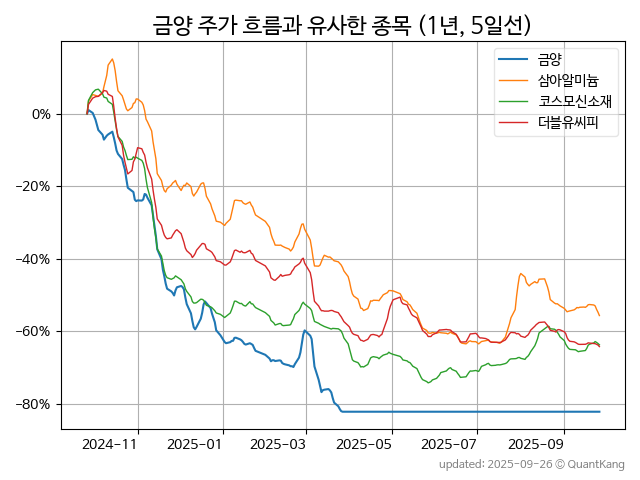 금양 주가 흐름과 유사한 종목 (1년, 5일선)
금양
삼아알미늄
코스모신소재
더블유씨피
0%
−20%
−40%
−60%
−80%
2024-11
2025-01
2025-03
2025-05
2025-07
2025-09
updated: 2025-09-26 © QuantKang